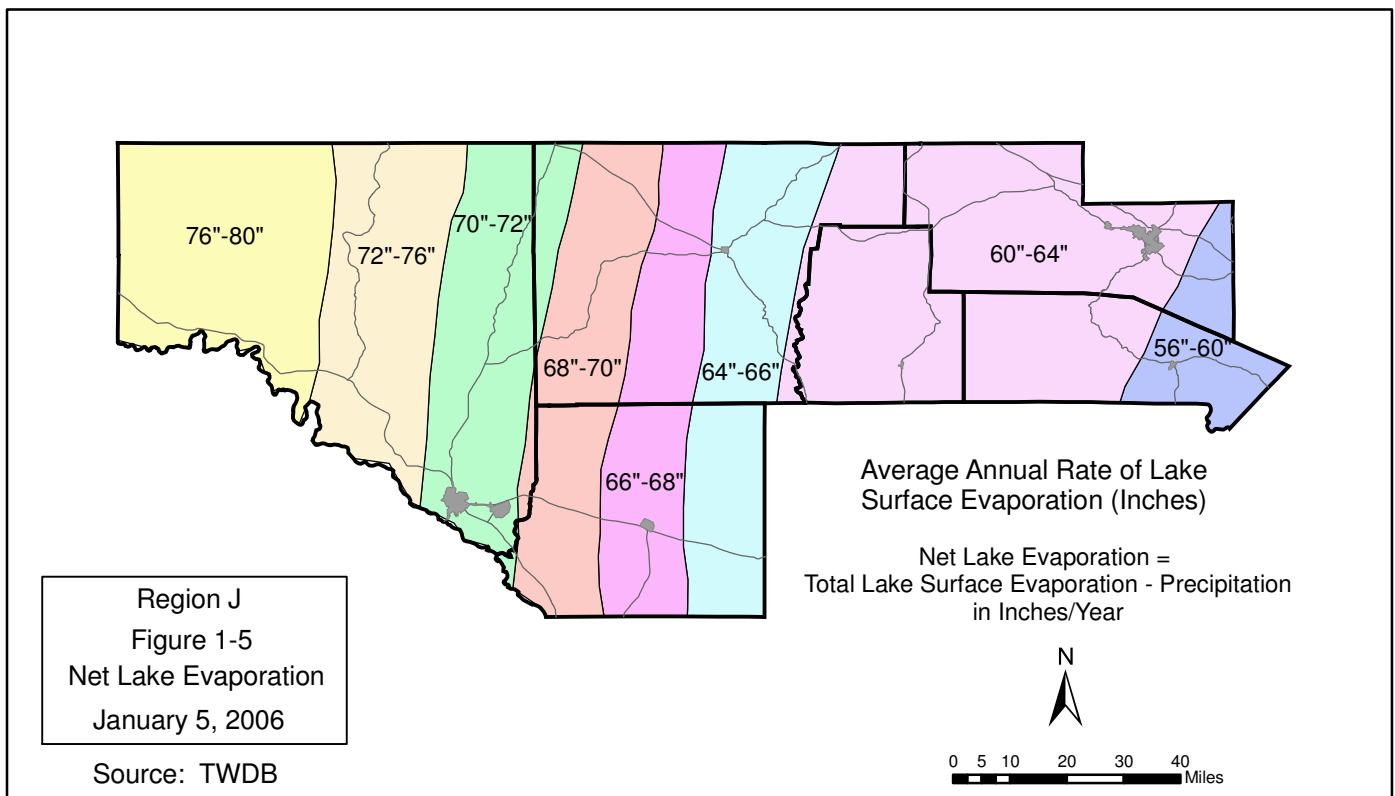 76"-80"
72"-76"
70"-72"
68"-70"
66"-68"
64"-66"
60"-64"
56"-60"
Average Annual Rate of Lake
Surface Evaporation (Inches)
Net Lake Evaporation =
Total Lake Surface Evaporation - Precipitation
in Inches/Year
N
0 5 10 20 30 40
Miles
Region J
Figure 1-5
Net Lake Evaporation
January 5, 2006
Source: TWDB